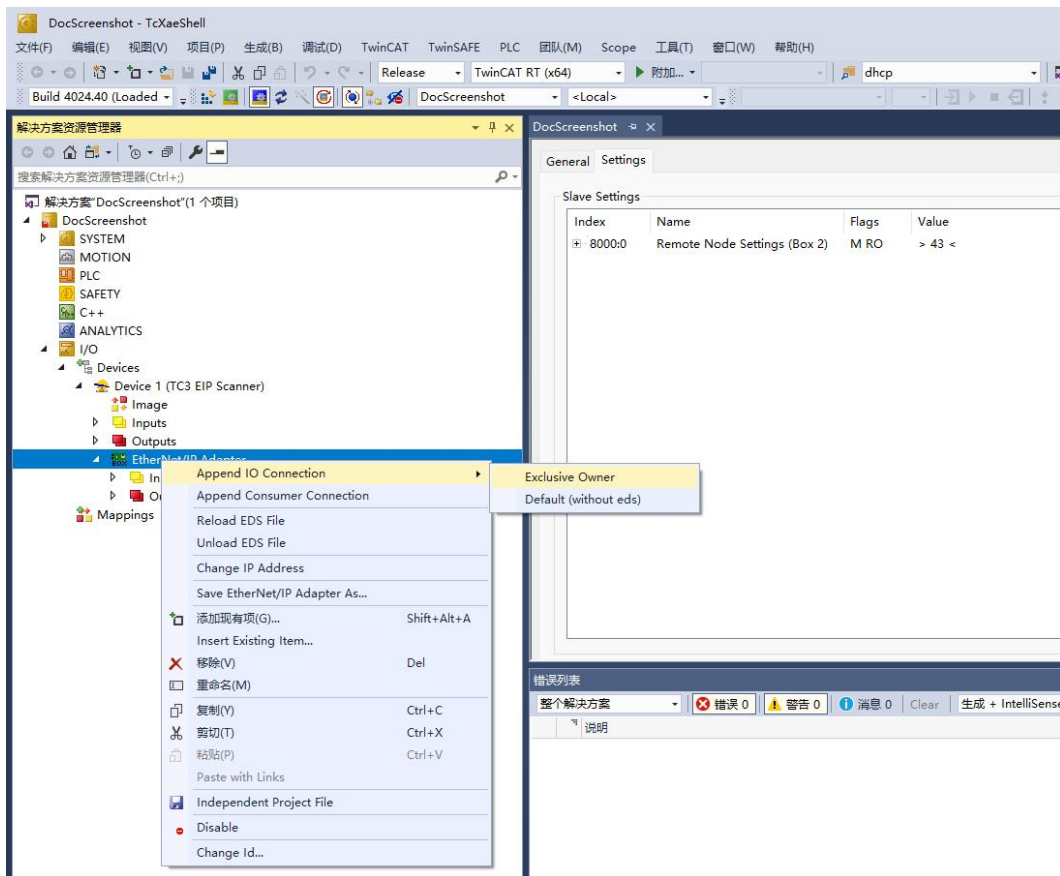 DocScreenshot - TcXaeShell
文件(F) 编辑(E) 视图(V) 项目(P) 生成(B) 调试(D) TwinCAT TwinSAFE PLC 团队(M) Scope 工具(T) 窗口(W) 帮助(H)
Release TwinCAT RT (x64) 附加... dhcp
Build 4024.40 (Loaded DocScreenshot <Local>
解决方案资源管理器
搜索解决方案资源管理器(Ctrl+;)
解决方案"DocScreenshot"(1 个项目)
DocScreenshot
SYSTEM
MOTION
PLC
SAFETY
C++
ANALYTICS
I/O
Devices
Device 1 (TC3 EIP Scanner)
Image
Inputs
Outputs
EtherNet/IP Adapter
In
Ou
Mappings
Append IO Connection
Append Consumer Connection
Reload EDS File
Unload EDS File
Change IP Address
Save EtherNet/IP Adapter As...
添加现有项(G)... Shift+Alt+A
Insert Existing Item...
移除(V) Del
重命名(M)
复制(Y) Ctrl+C
剪切(T) Ctrl+X
粘贴(P) Ctrl+V
Paste with Links
Independent Project File
Disable
Change Id...
Exclusive Owner
Default (without eds)
DocScreenshot
General Settings
Slave Settings
Index Name Flags Value
8000:0 Remote Node Settings (Box 2) M RO > 43 <
错误列表
整个解决方案 错误 0 警告 0 消息 0 Clear 生成 + IntelliSense
说明